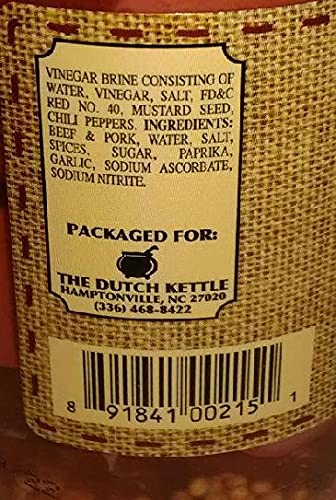 VINEGAR BRINE CONSISTING OF
WATER, VINEGAR, SALT, FD&C
RED NO. 40, MUSTARD SEED,
CHILI PEPPERS. INGREDIENTS:
BEEF & PORK, WATER, SALT,
SPICES, SUGAR, PAPRIKA,
GARLIC, SODIUM ASCORBATE,
SODIUM NITRITE.
PACKAGED FOR:
THE DUTCH KETTLE
HAMPTONVILLE, NC 27020
(336) 468-8422
8 91841 00215 1